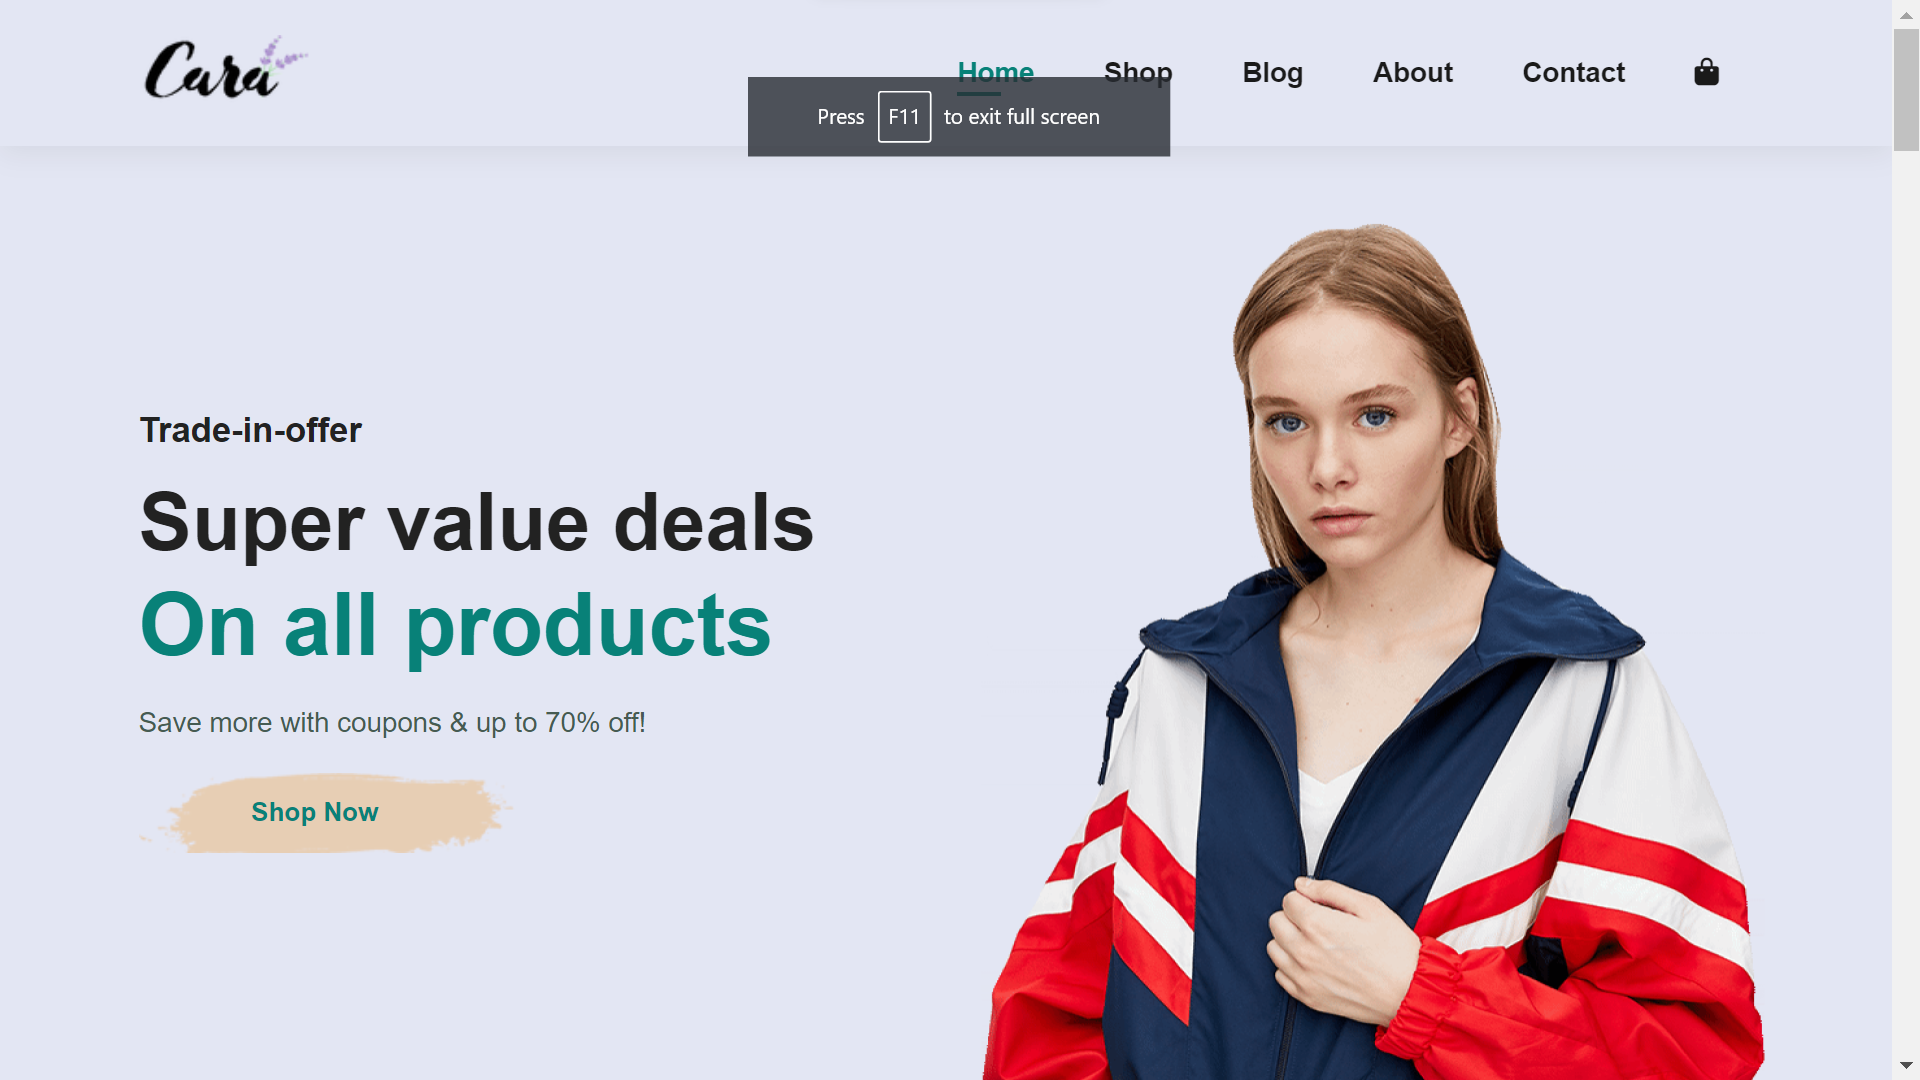 Cara
Home Shop Blog About Contact
Press F11 to exit full screen
Trade-in-offer
Super value deals
On all products
Save more with coupons & up to 70% off!
Shop Now